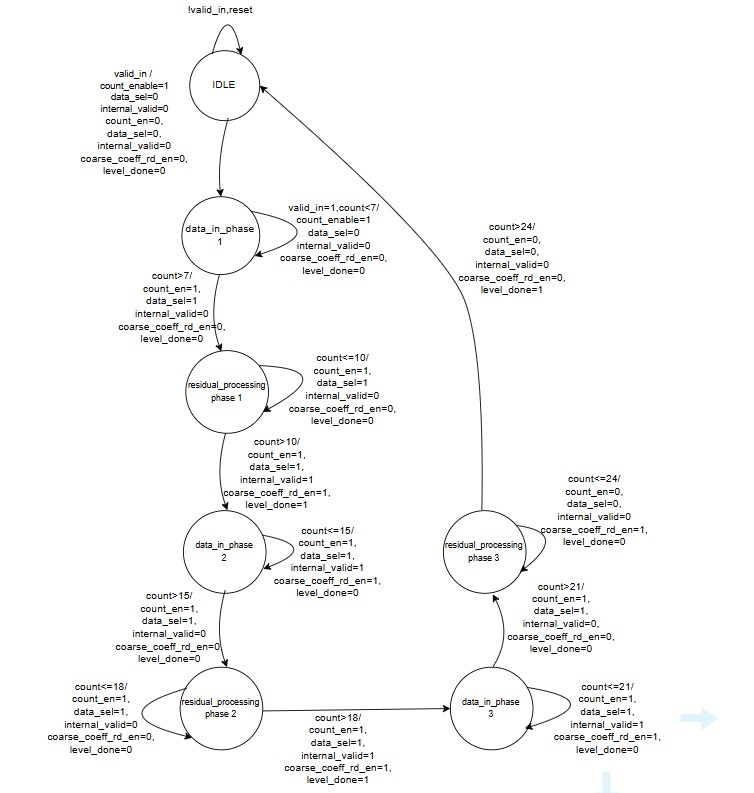 !valid_in,reset
IDLE
valid_in /
count_enable=1
data_sel=0
internal_valid=0
count_en=0,
data_sel=0,
internal_valid=0
coarse_coeff_rd_en=0,
level_done=0
data_in_phase
1
valid_in=1,count<7/
count_enable=1
data_sel=0
internal_valid=0
coarse_coeff_rd_en=0,
level_done=0
count>7/
count_en=1,
data_sel=1
internal_valid=0
coarse_coeff_rd_en=0,
level_done=0
residual_processing
phase 1
count<=10/
count_en=1,
data_sel=1
internal_valid=0
coarse_coeff_rd_en=0,
level_done=0
count>10/
count_en=1,
data_sel=1,
internal_valid=1
coarse_coeff_rd_en=1,
level_done=1
data_in_phase
2
count<=15/
count_en=1,
data_sel=1,
internal_valid=1
coarse_coeff_rd_en=1,
level_done=0
count>15/
count_en=1,
data_sel=1,
internal_valid=0
coarse_coeff_rd_en=0
level_done=0
residual_processing
phase 2
count<=18/
count_en=1,
data_sel=1,
internal_valid=0
coarse_coeff_rd_en=0,
level_done=0
count>18/
count_en=1,
data_sel=1,
internal_valid=1
coarse_coeff_rd_en=1,
level_done=1
data_in_phase
3
count<=21/
count_en=1,
data_sel=1,
internal_valid=1
coarse_coeff_rd_en=1,
level_done=0
count>21/
count_en=1,
data_sel=1,
internal_valid=0,
coarse_coeff_rd_en=0,
level_done=0
residual_processing
phase 3
count<=24/
count_en=0,
data_sel=0,
internal_valid=0
coarse_coeff_rd_en=1,
level_done=0
count>24/
count_en=0,
data_sel=0,
internal_valid=0
coarse_coeff_rd_en=0,
level_done=1